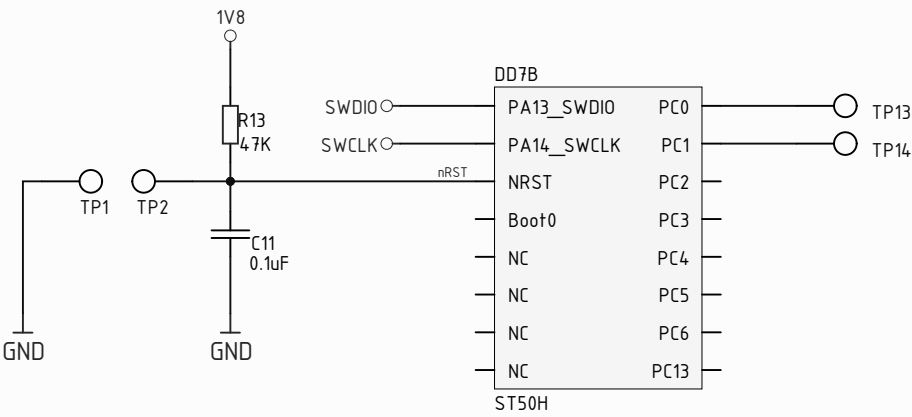 1V8
DD7B
SWDIO
PA13_SWDIO
PC0
TP13
R13
47K
SWCLK
PA14_SWCLK
PC1
TP14
nRST
NRST
PC2
TP1
TP2
Boot0
PC3
C11
0.1uF
NC
PC4
NC
PC5
NC
PC6
GND
GND
NC
PC13
ST50H